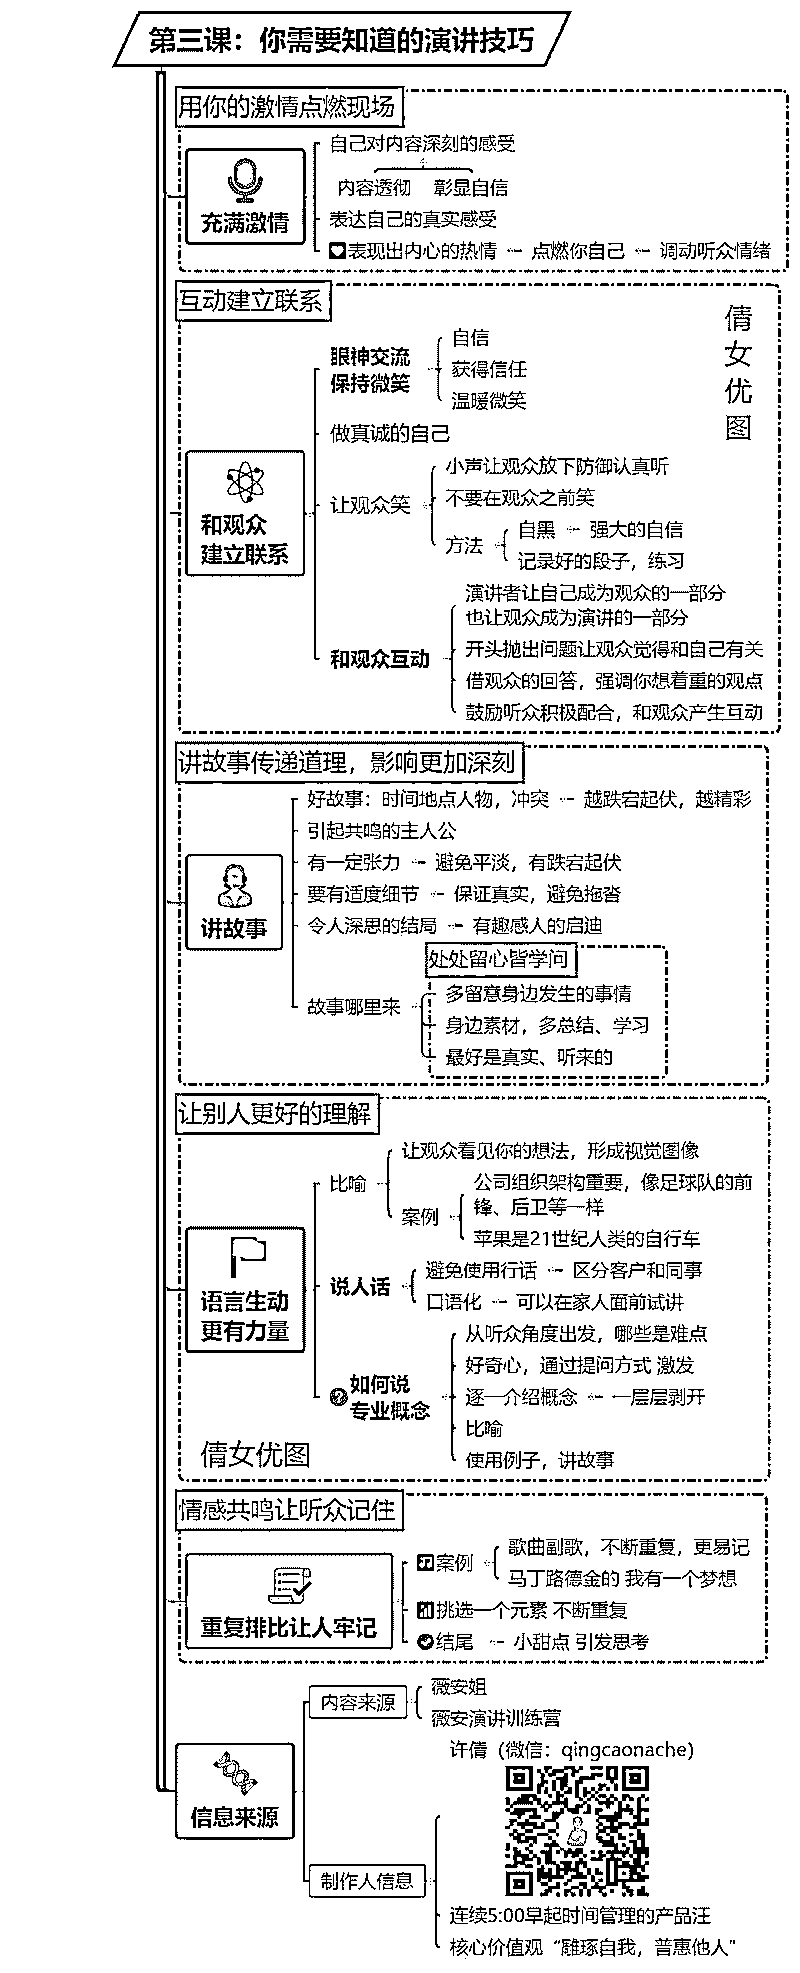 第三课：你需要知道的演讲技巧
用你的激情点燃现场
充满激情
自己对内容深刻的感受
内容透彻 彰显自信
表达自己的真实感受
表现出内心的热情 点燃你自己 调动听众情绪
互动建立联系
倩女优图
和观众
建立联系
眼神交流
保持微笑
自信
获得信任
温暖微笑
做真诚的自己
让观众笑
小声让观众放下防御认真听
不要在观众之前笑
方法
自黑 强大的自信
记录好的段子，练习
和观众互动
演讲者让自己成为观众的一部分
也让观众成为演讲的一部分
开头抛出问题让观众觉得和自己有关
借观众的回答，强调你想着重的观点
鼓励听众积极配合，和观众产生互动
讲故事传递道理，影响更加深刻
讲故事
好故事：时间地点人物，冲突 越跌宕起伏，越精彩
引起共鸣的主人公
有一定张力 避免平淡，有跌宕起伏
要有适度细节 保证真实，避免拖沓
令人深思的结局 有趣感人的启迪
故事哪里来
处处留心皆学问
多留意身边发生的事情
身边素材，多总结、学习
最好是真实、听来的
让别人更好的理解
语言生动
更有力量
比喻
让观众看见你的想法，形成视觉图像
案例
公司组织架构重要，像足球队的前
锋、后卫等一样
苹果是21世纪人类的自行车
说人话
避免使用行话 区分客户和同事
口语化 可以在家人面前试讲
如何说
专业概念
从听众角度出发，哪些是难点
好奇心，通过提问方式 激发
逐一介绍概念 一层层剥开
比喻
使用例子，讲故事
倩女优图
情感共鸣让听众记住
重复排比让人牢记
案例
歌曲副歌，不断重复，更易记
马丁路德金的 我有一个梦想
挑选一个元素 不断重复
结尾 小甜点 引发思考
信息来源
内容来源
薇安姐
薇安演讲训练营
制作人信息
许倩（微信：qingcaonache）
连续5:00早起时间管理的产品汪
核心价值观“雕琢自我，普惠他人”